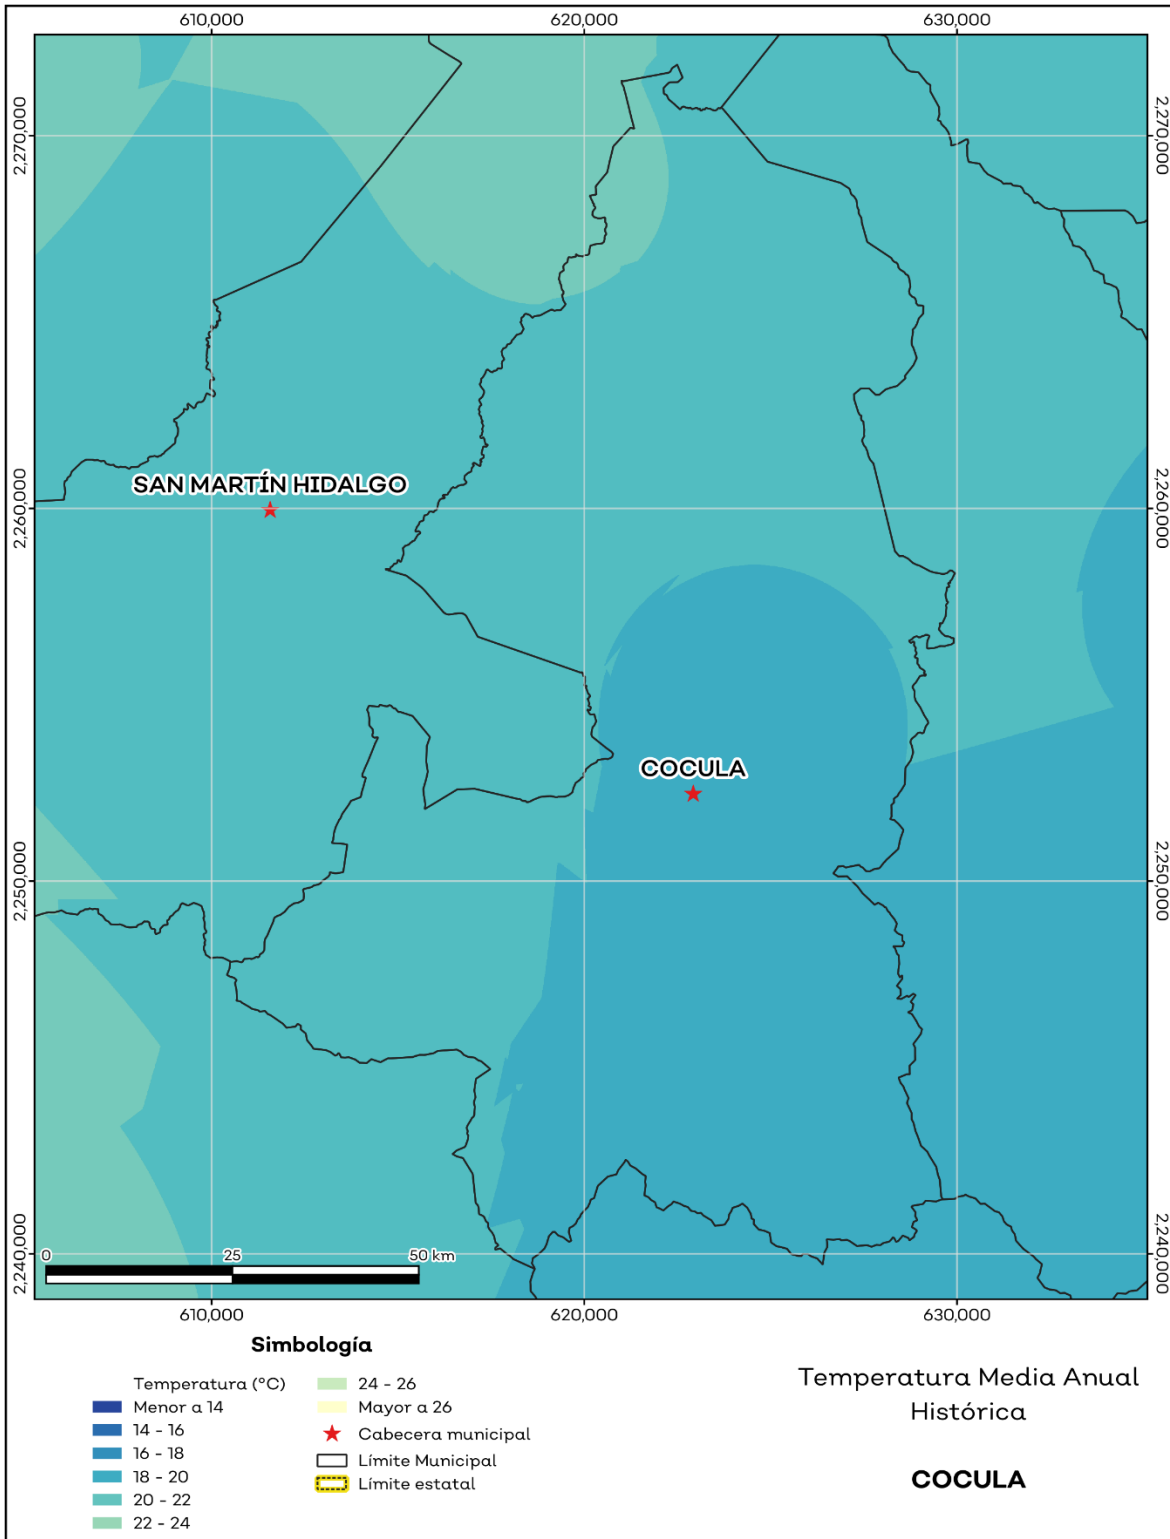 610,000
620,000
630,000
2,270,000
2,270,000
SAN MARTÍN HIDALGO
2,260,000
2,260,000
COCULA
2,250,000
2,250,000
2,240,000
2,240,000
0
25
50 km
610,000
620,000
630,000
Simbología
Temperatura (°C)
Menor a 14
14 - 16
16 - 18
18 - 20
20 - 22
22 - 24
24 - 26
Mayor a 26
Cabecera municipal
Límite Municipal
Límite estatal
Temperatura Media Anual
Histórica
COCULA